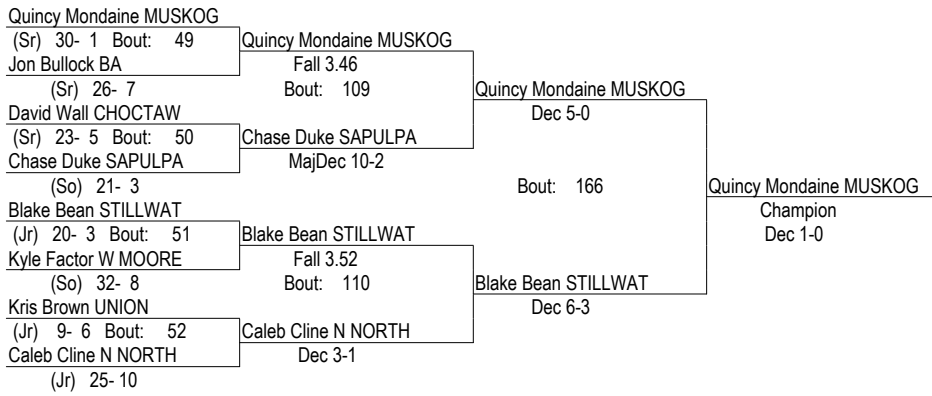 Quincy Mondaine MUSKOG
(Sr) 30- 1 Bout: 49
Jon Bullock BA
(Sr) 26- 7
David Wall CHOCTAW
(Sr) 23- 5 Bout: 50
Chase Duke SAPULPA
(So) 21- 3
Blake Bean STILLWAT
(Jr) 20- 3 Bout: 51
Kyle Factor W MOORE
(So) 32- 8
Kris Brown UNION
(Jr) 9- 6 Bout: 52
Caleb Cline N NORTH
(Jr) 25- 10
Quincy Mondaine MUSKOG
Fall 3.46
Bout: 109
Chase Duke SAPULPA
MajDec 10-2
Blake Bean STILLWAT
Fall 3.52
Bout: 110
Caleb Cline N NORTH
Dec 3-1
Quincy Mondaine MUSKOG
Dec 5-0
Bout: 166
Blake Bean STILLWAT
Dec 6-3
Quincy Mondaine MUSKOG
Champion
Dec 1-0